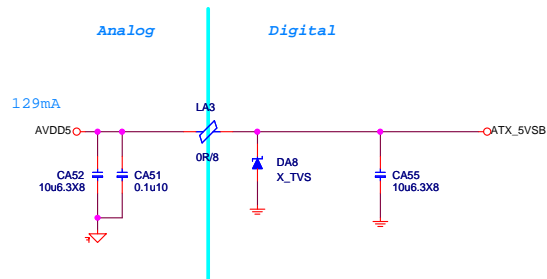 Analog Digital
129mA
LA3
AVDD5 ATX_5VSB
0R/8
CA52 CA51 DA8 CA55
10u6.3X8 0.1u10 X_TVS 10u6.3X8